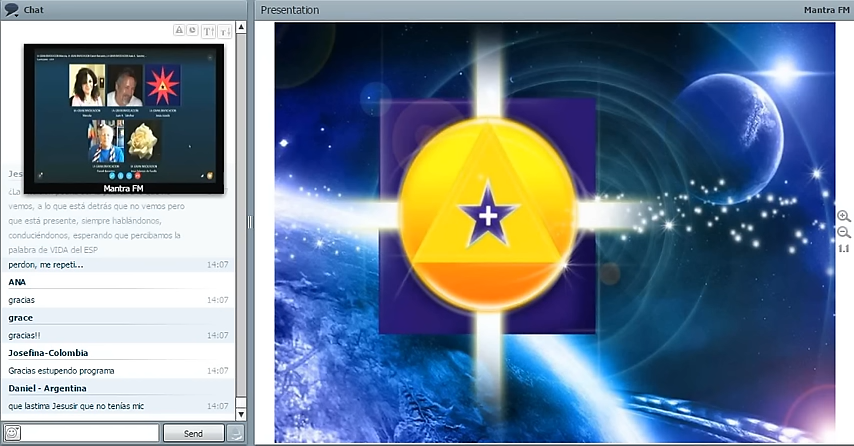 Chat
Presentation
Mantra FM
Mantra FM
vemos, a lo que está detrás que no vemos pero
que está presente, siempre hablándonos,
conduciéndonos, esperando que percibamos la
palabra de VIDA del ESP
perdon, me repeti...
14:07
ANA
gracias
14:07
grace
gracias!!
14:07
Josefina-Colombia
Gracias estupendo programa
14:07
Daniel - Argentina
que lastima Jesusir que no tenías mic
14:07
Send
1:1